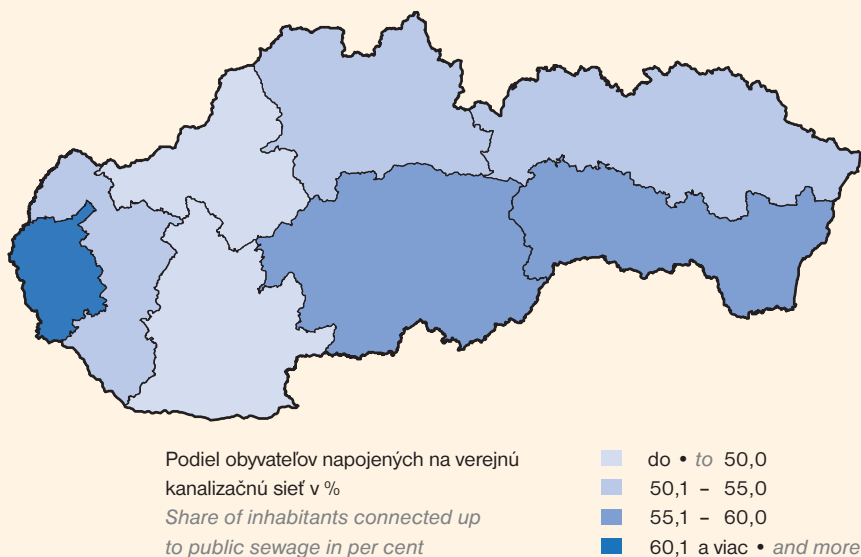 Podiel obyvateľov napojených na verejnú
kanalizačnú sieť v %
Share of inhabitants connected up
to public sewage in per cent
do • to 50,0
50,1 – 55,0
55,1 – 60,0
60,1 a viac • and more